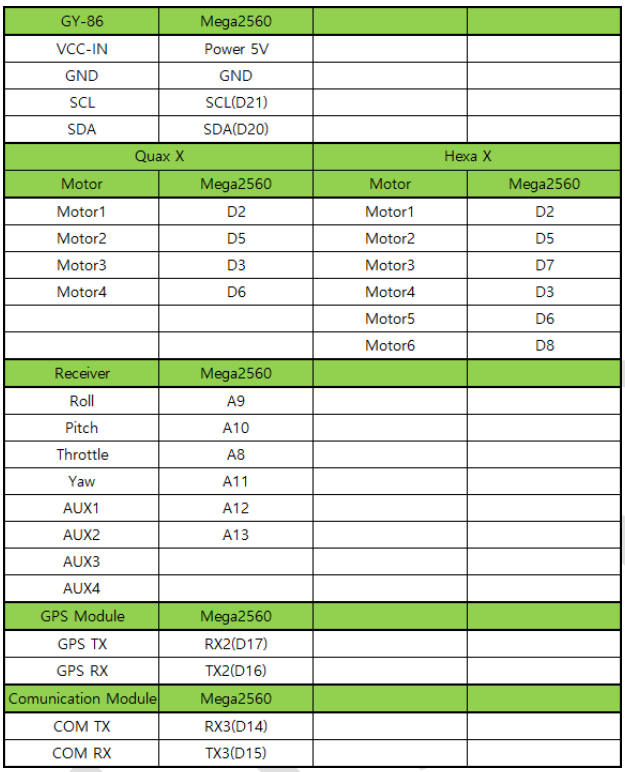 GY-86 Mega2560
VCC-IN Power 5V
GND GND
SCL SCL(D21)
SDA SDA(D20)
Quax X Hexa X
Motor Mega2560 Motor Mega2560
Motor1 D2 Motor1 D2
Motor2 D5 Motor2 D5
Motor3 D3 Motor3 D7
Motor4 D6 Motor4 D3
Motor5 D6
Motor6 D8
Receiver Mega2560
Roll A9
Pitch A10
Throttle A8
Yaw A11
AUX1 A12
AUX2 A13
AUX3
AUX4
GPS Module Mega2560
GPS TX RX2(D17)
GPS RX TX2(D16)
Comunication Module Mega2560
COM TX RX3(D14)
COM RX TX3(D15)